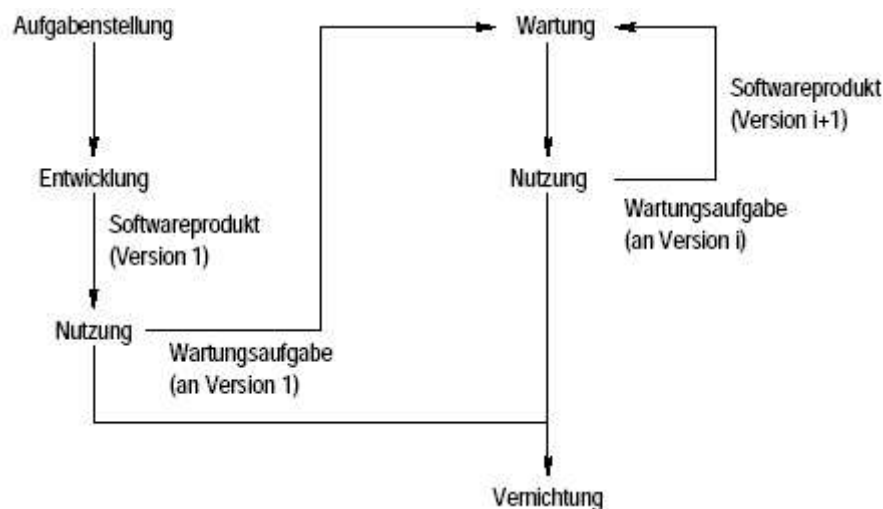 Aufgabenstellung
Wartung
Softwareprodukt
(Version i+1)
Entwicklung
Nutzung
Wartungsaufgabe
(an Version i)
Softwareprodukt
(Version 1)
Nutzung
Wartungsaufgabe
(an Version 1)
Vernichtung